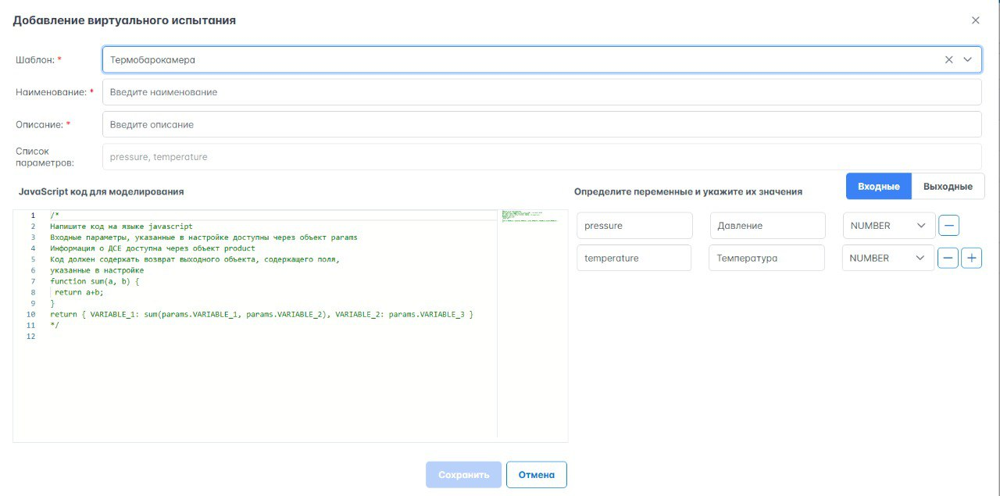 Добавление виртуального испытания
Шаблон: *
Термобарокамера
Наименование: *
Введите наименование
Описание: *
Введите описание
Список
параметров:
pressure, temperature
JavaScript код для моделирования
Определите переменные и укажите их значения
Входные
Выходные
1 /*
2 Напишите код на языке javascript
3 Входные параметры, указанные в настройке доступны через объект params
4 Информация о ДСЕ доступна через объект product
5 Код должен содержать возврат выходного объекта, содержащего поля,
6 указанные в настройке
7 function sum(a, b) {
8 return a+b;
9 }
10 return { VARIABLE_1: sum(params.VARIABLE_1, params.VARIABLE_2), VARIABLE_2: params.VARIABLE_3 }
11 */
12
pressure
Давление
NUMBER
temperature
Температура
NUMBER
Сохранить
Отмена